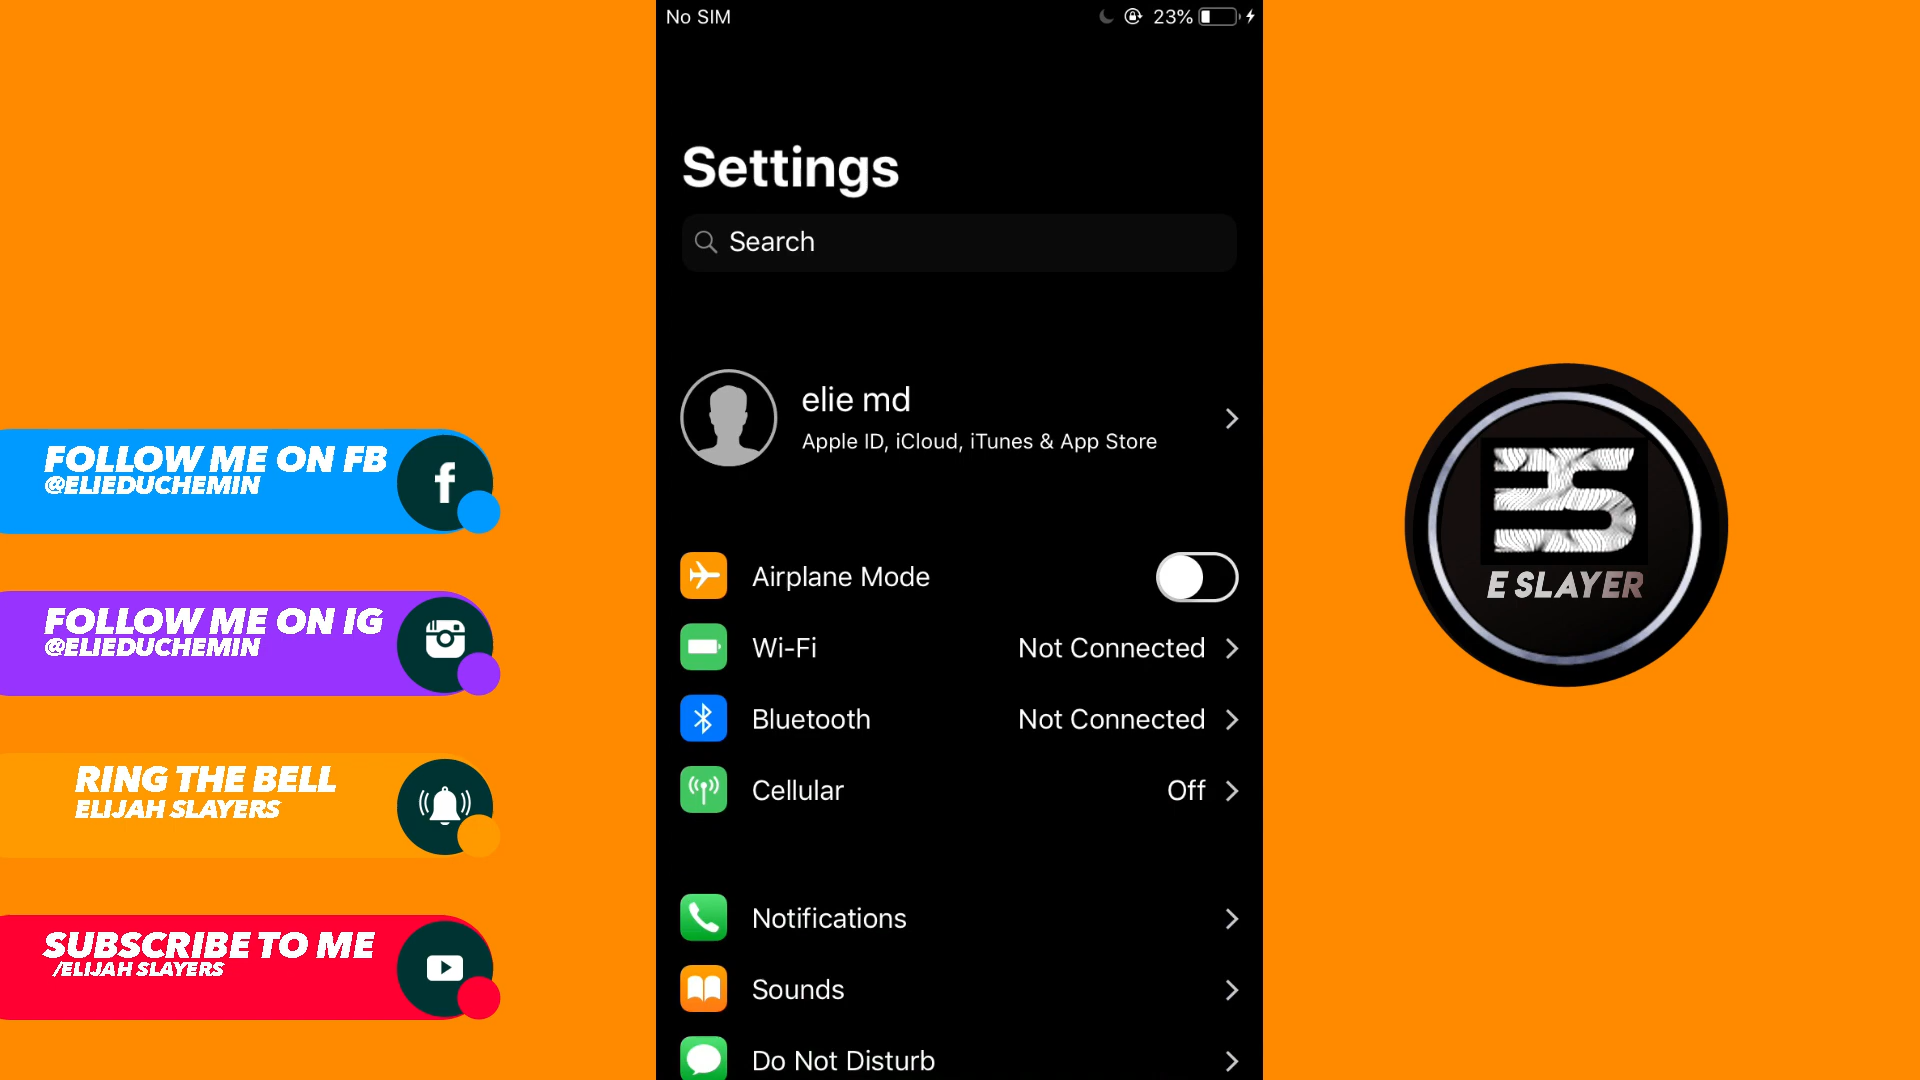 No SIM
23%
Settings
Search
elie md
Apple ID, iCloud, iTunes & App Store
Airplane Mode
Wi-Fi
Not Connected
Bluetooth
Not Connected
Cellular
Off
Notifications
Sounds
Do Not Disturb
FOLLOW ME ON FB
@ELIEDUCHEMIN
FOLLOW ME ON IG
@ELIEDUCHEMIN
RING THE BELL
ELIJAH SLAYERS
SUBSCRIBE TO ME
/ELIJAH SLAYERS
ES
E SLAYER